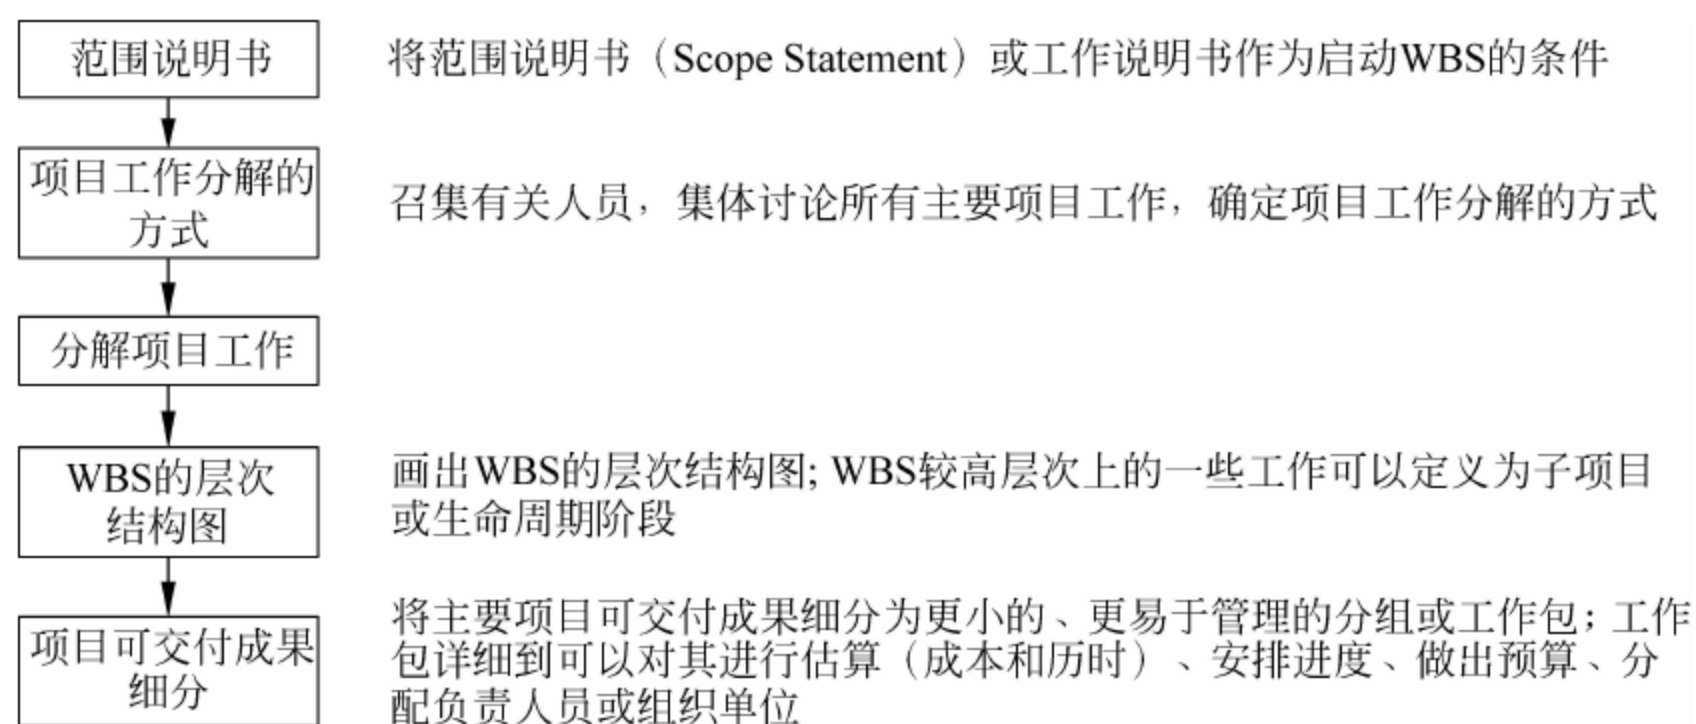 范围说明书
将范围说明书（Scope Statement）或工作说明书作为启动WBS的条件
项目工作分解的
方式
召集有关人员，集体讨论所有主要项目工作，确定项目工作分解的方式
分解项目工作
WBS的层次
结构图
画出WBS的层次结构图; WBS较高层次上的一些工作可以定义为子项目
或生命周期阶段
项目可交付成果
细分
将主要项目可交付成果细分为更小的、更易于管理的分组或工作包；工作
包详细到可以对其进行估算（成本和历时）、安排进度、做出预算、分
配负责人员或组织单位